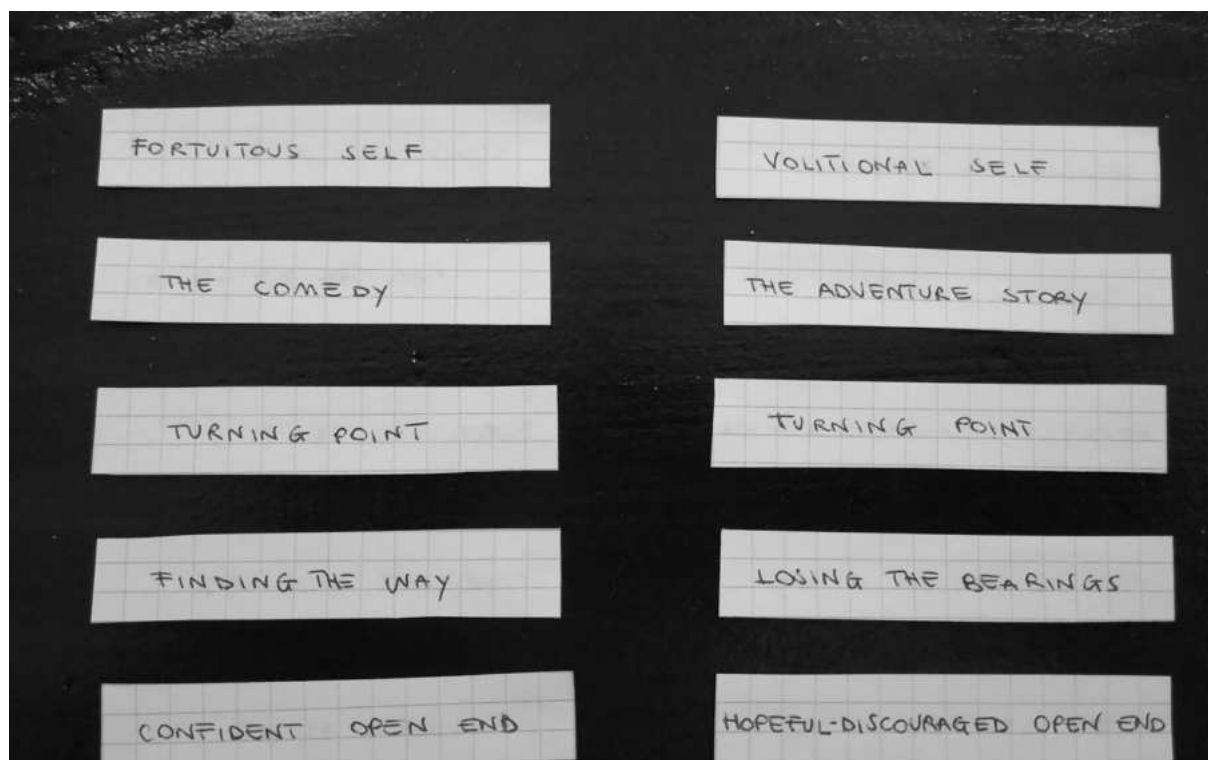 FORTUITOUS SELF
VOLITIONAL SELF
THE COMEDY
THE ADVENTURE STORY
TURNING POINT
TURNING POINT
FINDING THE WAY
LOSING THE BEARINGS
CONFIDENT OPEN END
HOPEFUL-DISCOURAGED OPEN END